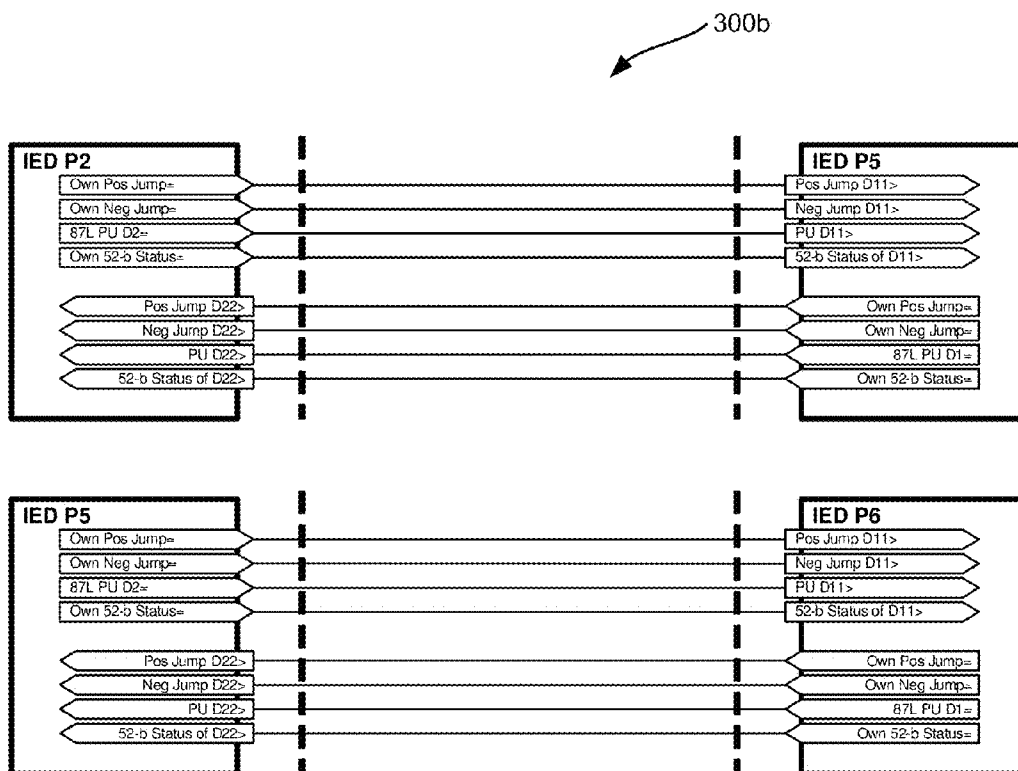 300b
IED P2
Own Pos Jump=
Own Neg Jump=
87L PU D2=
Own 52-b Status=
Pos Jump D22>
Neg Jump D22>
PU D22>
52-b Status of D22>
IED P5
Pos Jump D11>
Neg Jump D11>
PU D11>
52-b Status of D11>
Own Pos Jump=
Own Neg Jump=
87L PU D1=
Own 52-b Status=
IED P5
Own Pos Jump=
Own Neg Jump=
87L PU D2=
Own 52-b Status=
Pos Jump D22>
Neg Jump D22>
PU D22>
52-b Status of D22>
IED P6
Pos Jump D11>
Neg Jump D11>
PU D11>
52-b Status of D11>
Own Pos Jump=
Own Neg Jump=
87L PU D1=
Own 52-b Status=